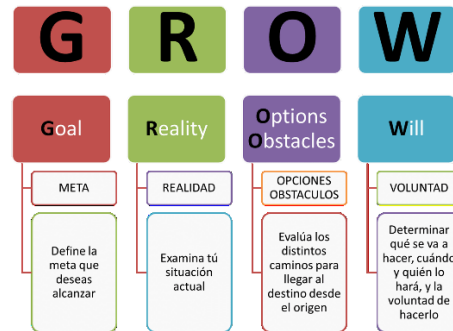 G
R
O
W
Goal
Reality
Options
Obstacles
Will
META
REALIDAD
OPCIONES
OBSTACULOS
VOLUNTAD
Define la
meta que
deseas
alcanzar
Examina tú
situación
actual
Evalúa los
distintos
caminos para
llegar al
destino desde
el origen
Determinar
qué se va a
hacer, cuándo
y quién lo
hará, y la
voluntad de
hacerlo